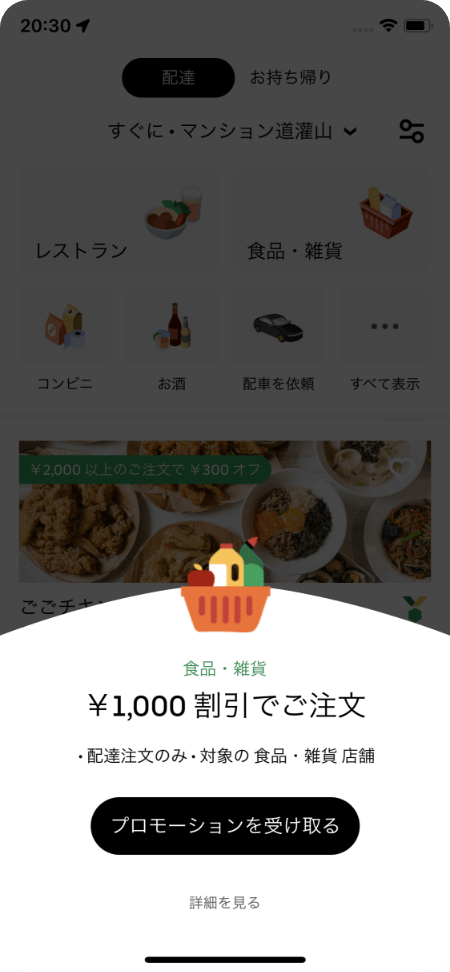 20:30
配達 お持ち帰り
すぐに • マンション道灌山
レストラン 食品・雑貨
コンビニ お酒 配車を依頼 すべて表示
￥2,000 以上のご注文で ￥300 オフ
ごごチキン
食品・雑貨
￥1,000 割引でご注文
• 配達注文のみ • 対象の 食品・雑貨 店舗
プロモーションを受け取る
詳細を見る